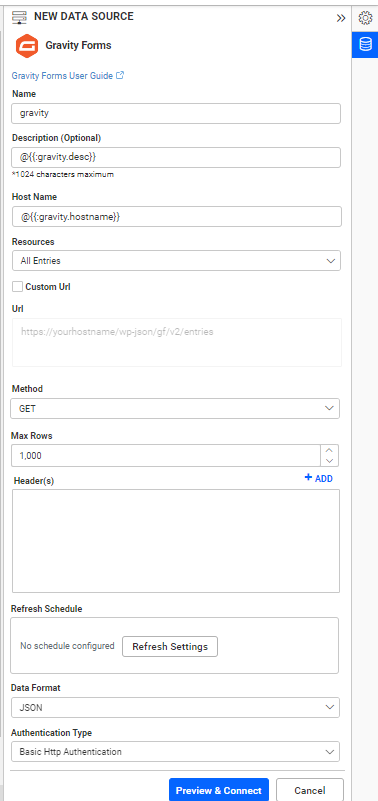 NEW DATA SOURCE
Gravity Forms
Gravity Forms User Guide
Name
gravity
Description (Optional)
@{{:gravity.desc}}
*1024 characters maximum
Host Name
@{{:gravity.hostname}}
Resources
All Entries
Custom Url
Url
https://yourhostname/wp-json/gf/v2/entries
Method
GET
Max Rows
1,000
Header(s)
+ ADD
Refresh Schedule
No schedule configured Refresh Settings
Data Format
JSON
Authentication Type
Basic Http Authentication
Preview & Connect Cancel